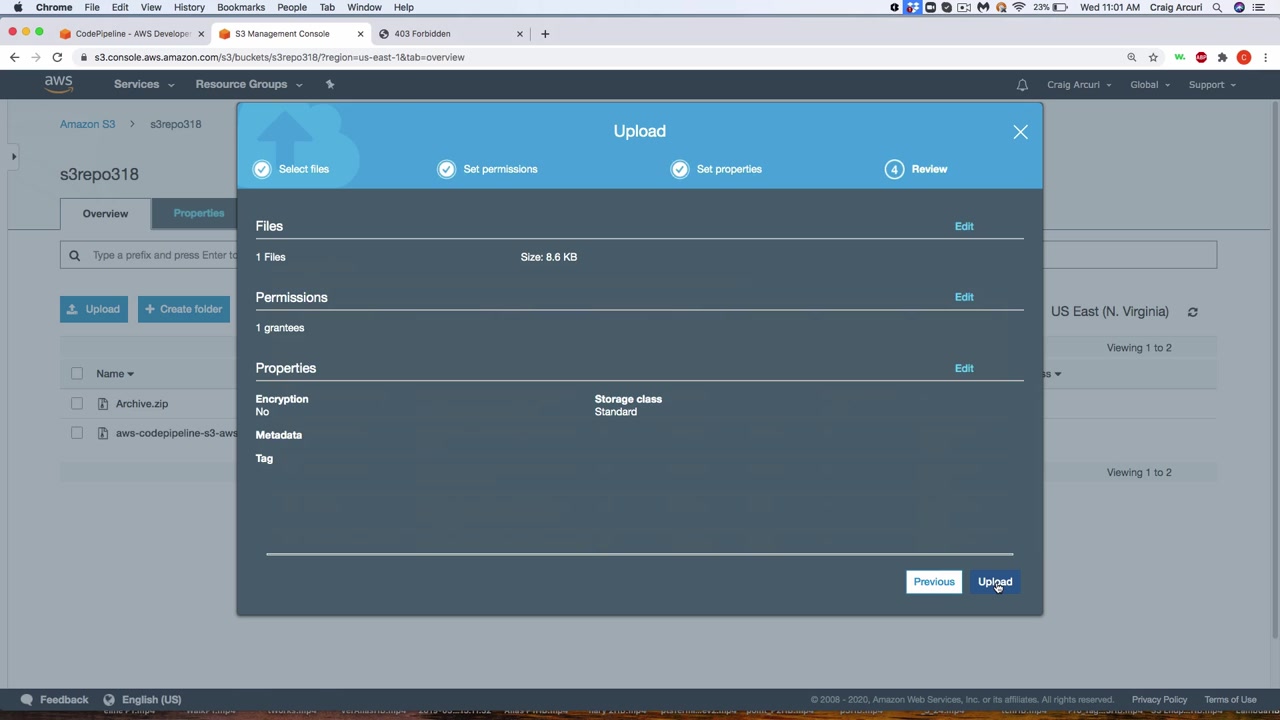 Chrome File Edit View History Bookmarks People Tab Window Help 23% Wed 11:01 AM Craig Arcuri
CodePipeline - AWS Develope × S3 Management Console × 403 Forbidden × +
s3.console.aws.amazon.com/s3/buckets/s3repo318/?region=us-east-1&tab=overview
aws Services Resource Groups Craig Arcuri Global Support
Amazon S3 > s3repo318
Upload
s3repo318
Select files Set permissions Set properties 4 Review
Overview Properties
Files Edit
Type a prefix and press Enter to
1 Files Size: 8.6 KB
Permissions Edit
Upload + Create folder US East (N. Virginia)
1 grantees
Viewing 1 to 2
Properties Edit
Name
Encryption Storage class
No Standard
Archive.zip
Metadata
aws-codepipeline-s3-aws
Tag
Viewing 1 to 2
Previous Upload
Feedback English (US) © 2008 - 2020, Amazon Web Services, Inc. or its affiliates. All rights reserved. Privacy Policy Terms of Use